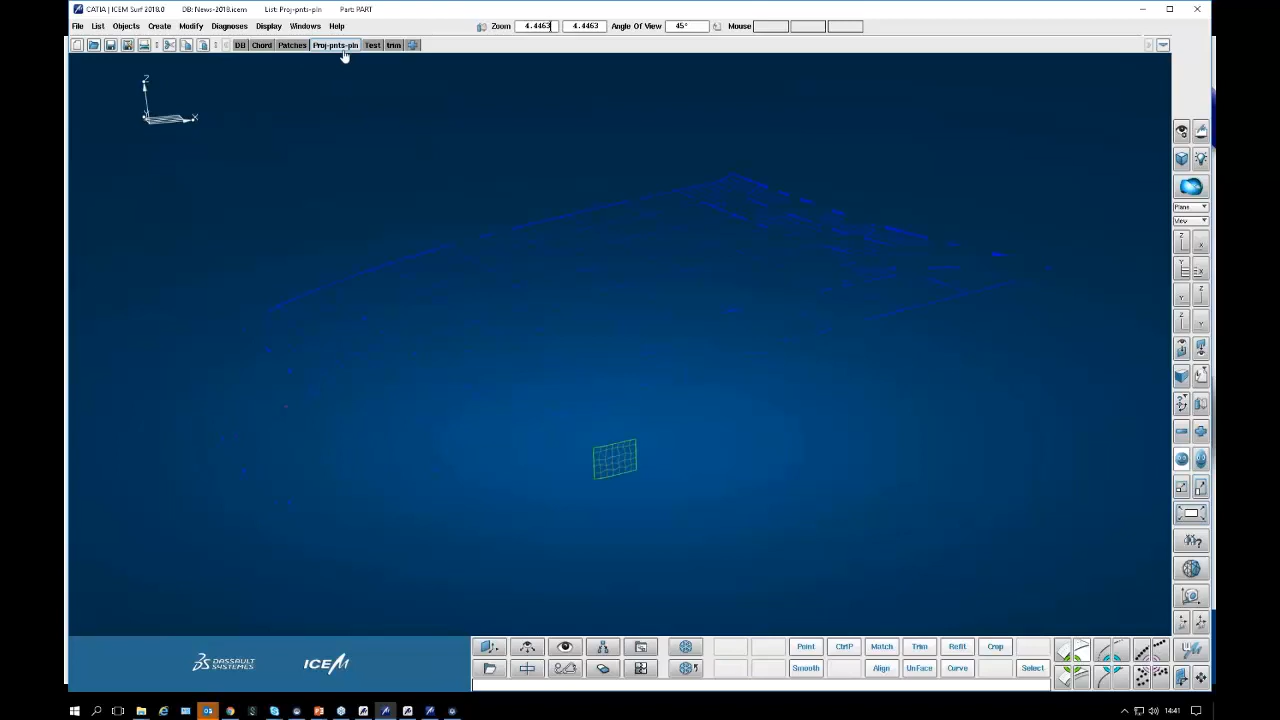 CATIA | ICEM Surf 2018.0 DB: News-2018.icem List: Proj-pnts-pln Part: PART
File List Objects Create Modify Diagnoses Display Windows Help Zoom 4.4463 4.4463 Angle Of View 45° Mouse
DB Chord Patches Proj-pnts-pln Test trim
Z
X
Plane
View
Z X
Y X
Y Z
Z Y
Point CtrlP Match Trim Refit Crop
Smooth Align UnFace Curve Select
DASSAULT SYSTEMES ICEM
14:41